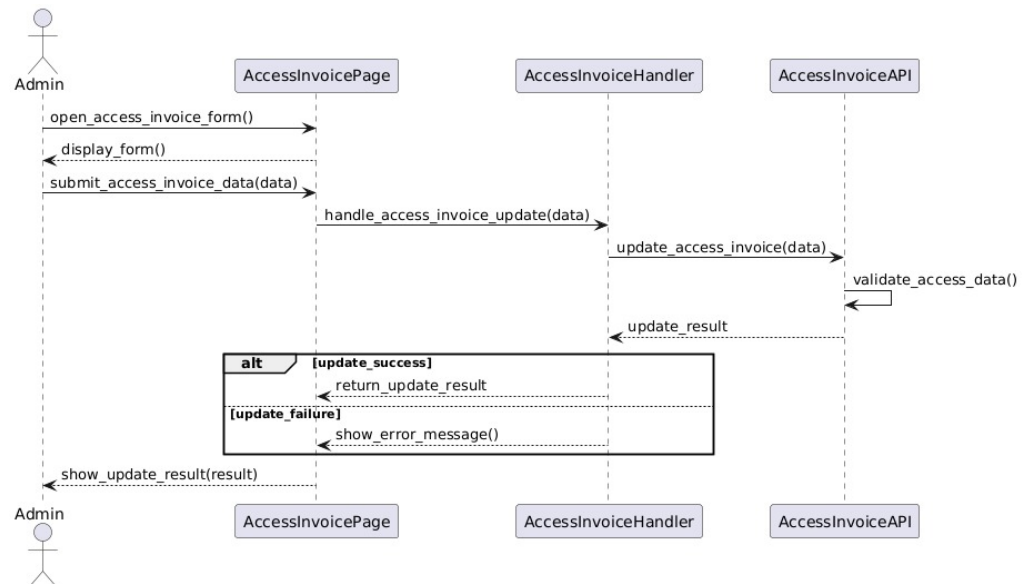 Admin
AccessInvoicePage
AccessInvoiceHandler
AccessInvoiceAPI
open_access_invoice_form()
display_form()
submit_access_invoice_data(data)
handle_access_invoice_update(data)
update_access_invoice(data)
validate_access_data()
update_result
alt [update_success]
return_update_result
[update_failure]
show_error_message()
show_update_result(result)
Admin
AccessInvoicePage
AccessInvoiceHandler
AccessInvoiceAPI